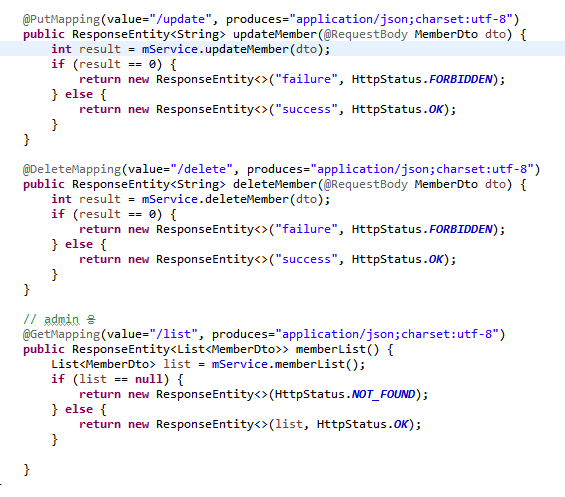 @PutMapping(value="/update", produces="application/json;charset=utf-8")
public ResponseEntity<String> updateMember(@RequestBody MemberDto dto) {
    int result = mService.updateMember(dto);
    if (result == 0) {
        return new ResponseEntity<>("failure", HttpStatus.FORBIDDEN);
    } else {
        return new ResponseEntity<>("success", HttpStatus.OK);
    }
}

@DeleteMapping(value="/delete", produces="application/json;charset=utf-8")
public ResponseEntity<String> deleteMember(@RequestBody MemberDto dto) {
    int result = mService.deleteMember(dto);
    if (result == 0) {
        return new ResponseEntity<>("failure", HttpStatus.FORBIDDEN);
    } else {
        return new ResponseEntity<>("success", HttpStatus.OK);
    }
}

// admin 용
@GetMapping(value="/list", produces="application/json;charset=utf-8")
public ResponseEntity<List<MemberDto>> memberList() {
    List<MemberDto> list = mService.memberList();
    if (list == null) {
        return new ResponseEntity<>(HttpStatus.NOT_FOUND);
    } else {
        return new ResponseEntity<>(list, HttpStatus.OK);
    }

}